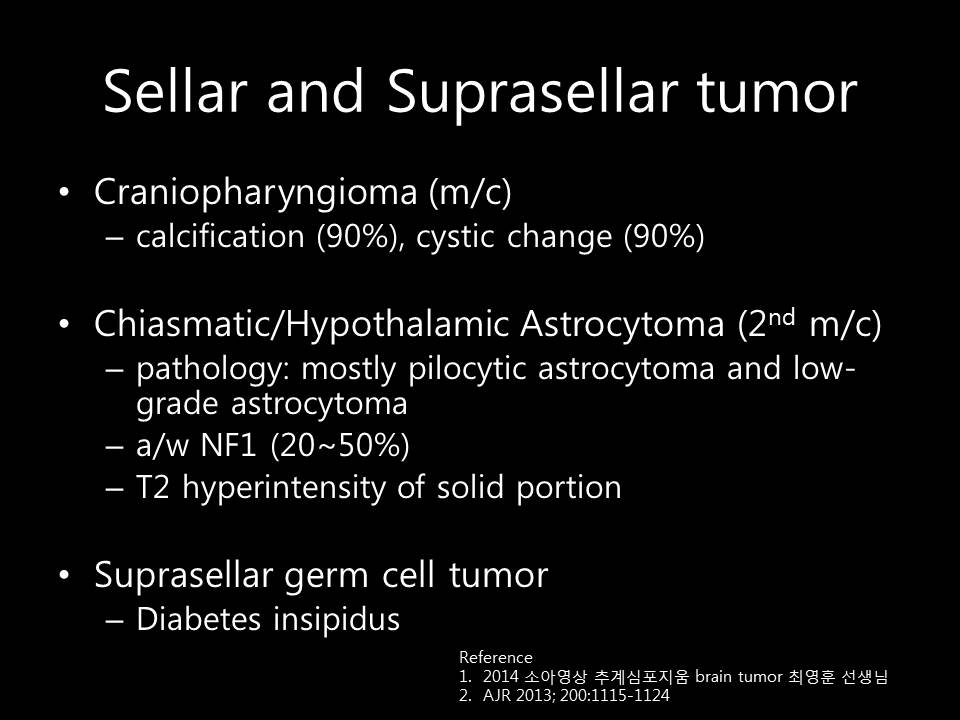 Sellar and Suprasellar tumor
• Craniopharyngioma (m/c)
– calcification (90%), cystic change (90%)
• Chiasmatic/Hypothalamic Astrocytoma (2nd m/c)
– pathology: mostly pilocytic astrocytoma and low-
grade astrocytoma
– a/w NF1 (20~50%)
– T2 hyperintensity of solid portion
• Suprasellar germ cell tumor
– Diabetes insipidus
Reference
1. 2014 소아영상 추계심포지움 brain tumor 최영훈 선생님
2. AJR 2013; 200:1115-1124